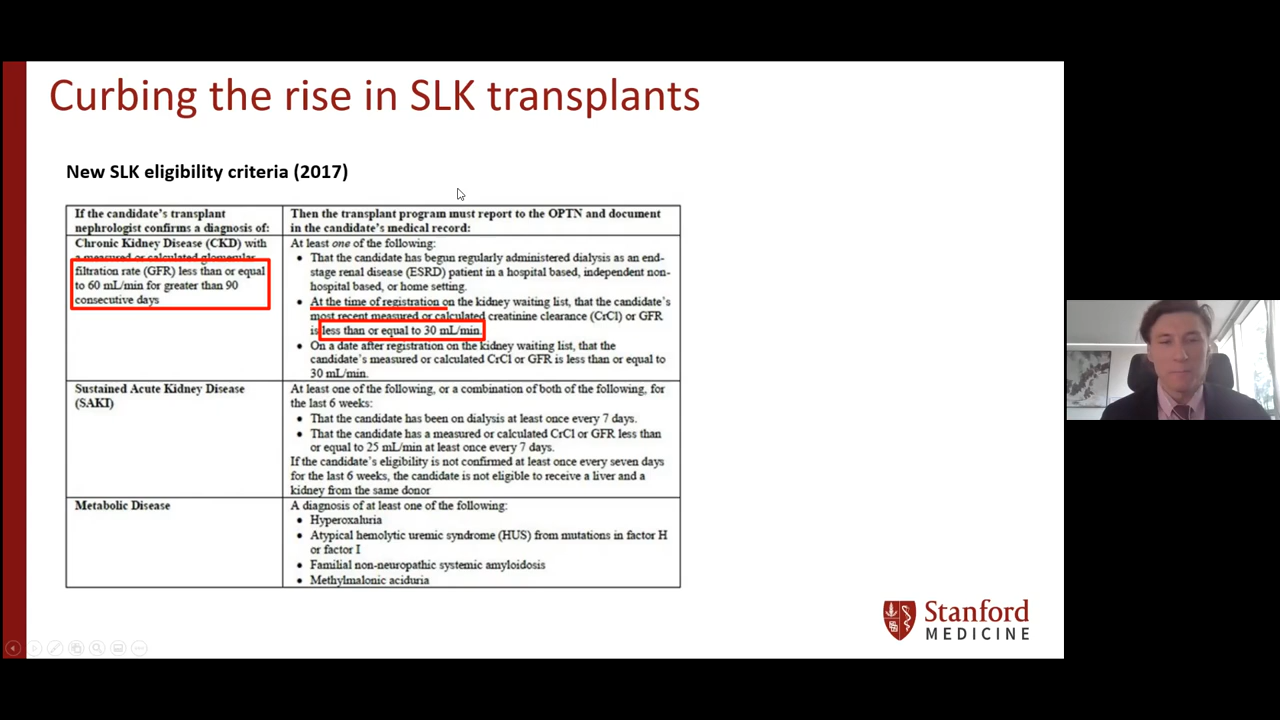 Curbing the rise in SLK transplants
New SLK eligibility criteria (2017)
If the candidate's transplant
nephrologist confirms a diagnosis of:
Then the transplant program must report to the OPTN and document
in the candidate's medical record:
Chronic Kidney Disease (CKD) with
a measured or calculated glomerular
filtration rate (GFR) less than or equal
to 60 mL/min for greater than 90
consecutive days
At least one of the following:
• That the candidate has begun regularly administered dialysis as an end-
stage renal disease (ESRD) patient in a hospital based, independent non-
hospital based, or home setting.
• At the time of registration on the kidney waiting list, that the candidate's
most recent measured or calculated creatinine clearance (CrCl) or GFR
is less than or equal to 30 mL/min.
• On a date after registration on the kidney waiting list, that the
candidate's measured or calculated CrCl or GFR is less than or equal to
30 mL/min.
Sustained Acute Kidney Disease
(SAKI)
At least one of the following, or a combination of both of the following, for
the last 6 weeks:
• That the candidate has been on dialysis at least once every 7 days.
• That the candidate has a measured or calculated CrCl or GFR less than
or equal to 25 mL/min at least once every 7 days.
If the candidate's eligibility is not confirmed at least once every seven days
for the last 6 weeks, the candidate is not eligible to receive a liver and a
kidney from the same donor
Metabolic Disease
A diagnosis of at least one of the following:
• Hyperoxaluria
• Atypical hemolytic uremic syndrome (HUS) from mutations in factor H
or factor I
• Familial non-neuropathic systemic amyloidosis
• Methylmalonic aciduria
Stanford
MEDICINE